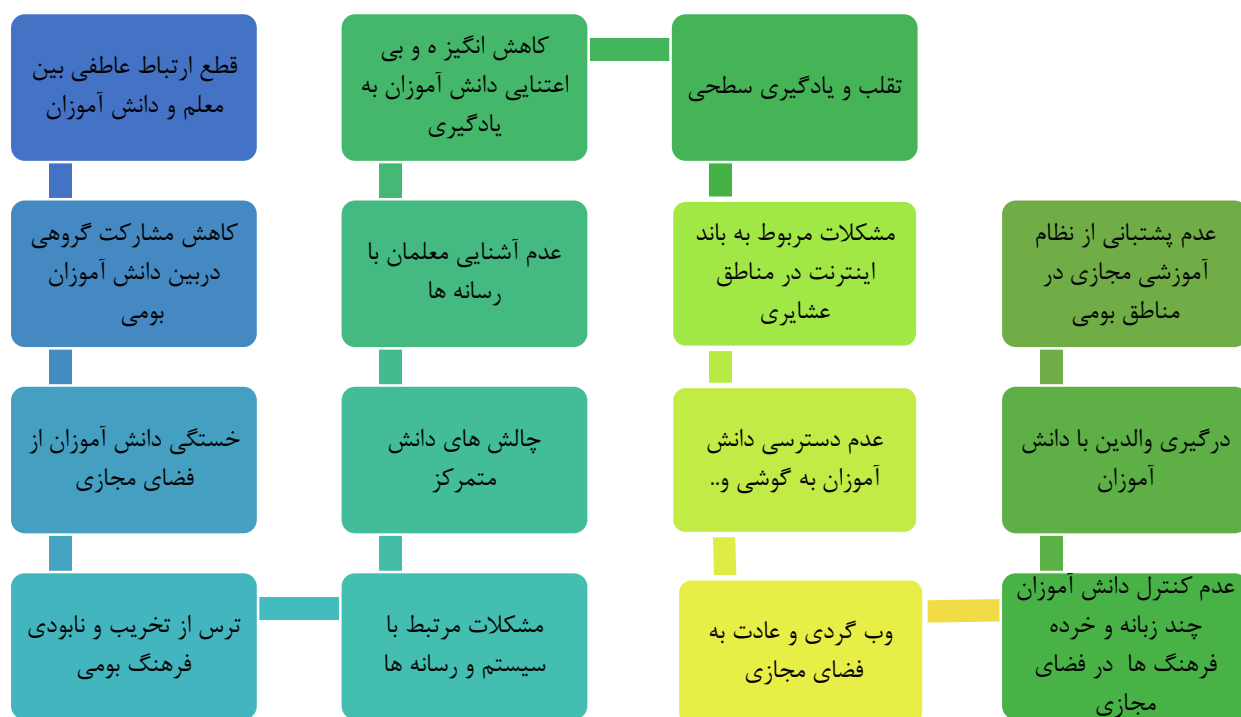 قطع ارتباط عاطفی بین
معلم و دانش آموزان
کاهش مشارکت گروهی
دربین دانش آموزان
بومی
خستگی دانش آموزان از
فضای مجازی
ترس از تخریب و نابودی
فرهنگ بومی
مشکلات مرتبط با
سیستم و رسانه ها
چالش های دانش
متمرکز
عدم آشنایی معلمان با
رسانه ها
کاهش انگیز ه و بی
اعتنایی دانش آموزان به
یادگیری
تقلب و یادگیری سطحی
مشکلات مربوط به باند
اینترنت در مناطق
عشایری
عدم دسترسی دانش
آموزان به گوشی و..
وب گردی و عادت به
فضای مجازی
عدم کنترل دانش آموزان
چند زبانه و خرده
فرهنگ ها در فضای
مجازی
درگیری والدین با دانش
آموزان
عدم پشتبانی از نظام
آموزشی مجازی در
مناطق بومی